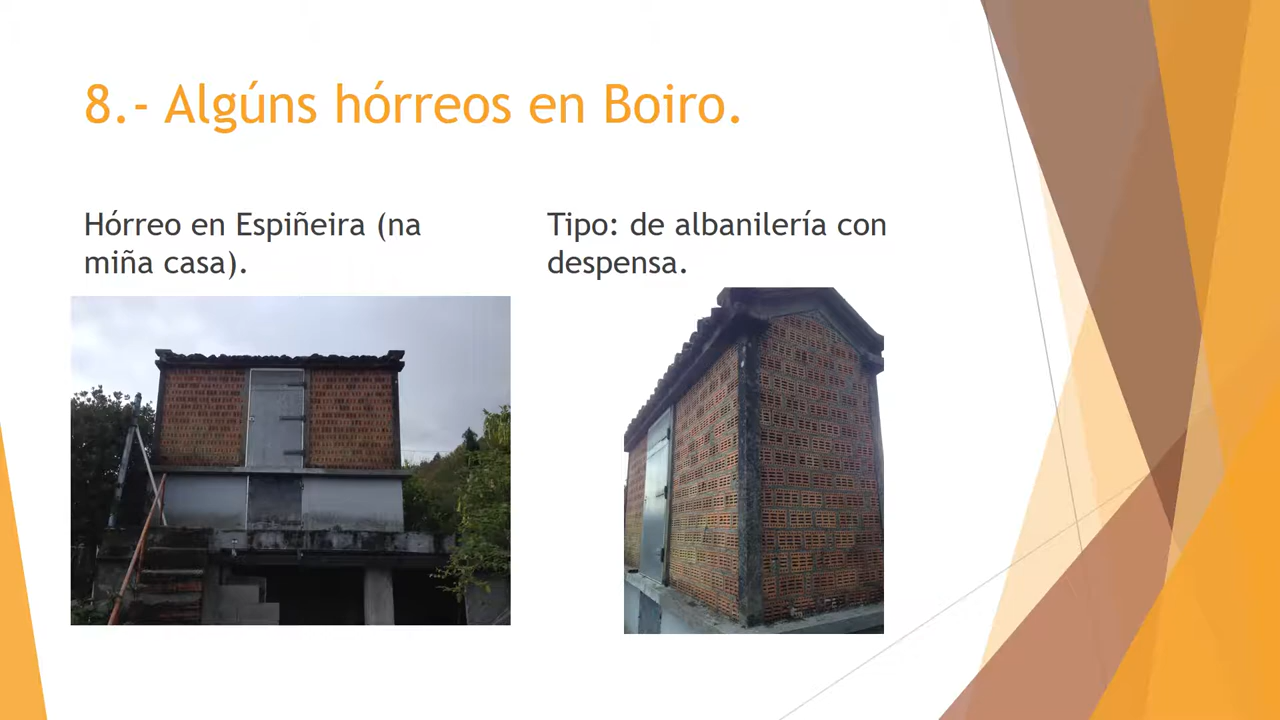 8.- Algúns hórreos en Boiro.
Hórreo en Espiñeira (na
miña casa).
Tipo: de albanilería con
despensa.